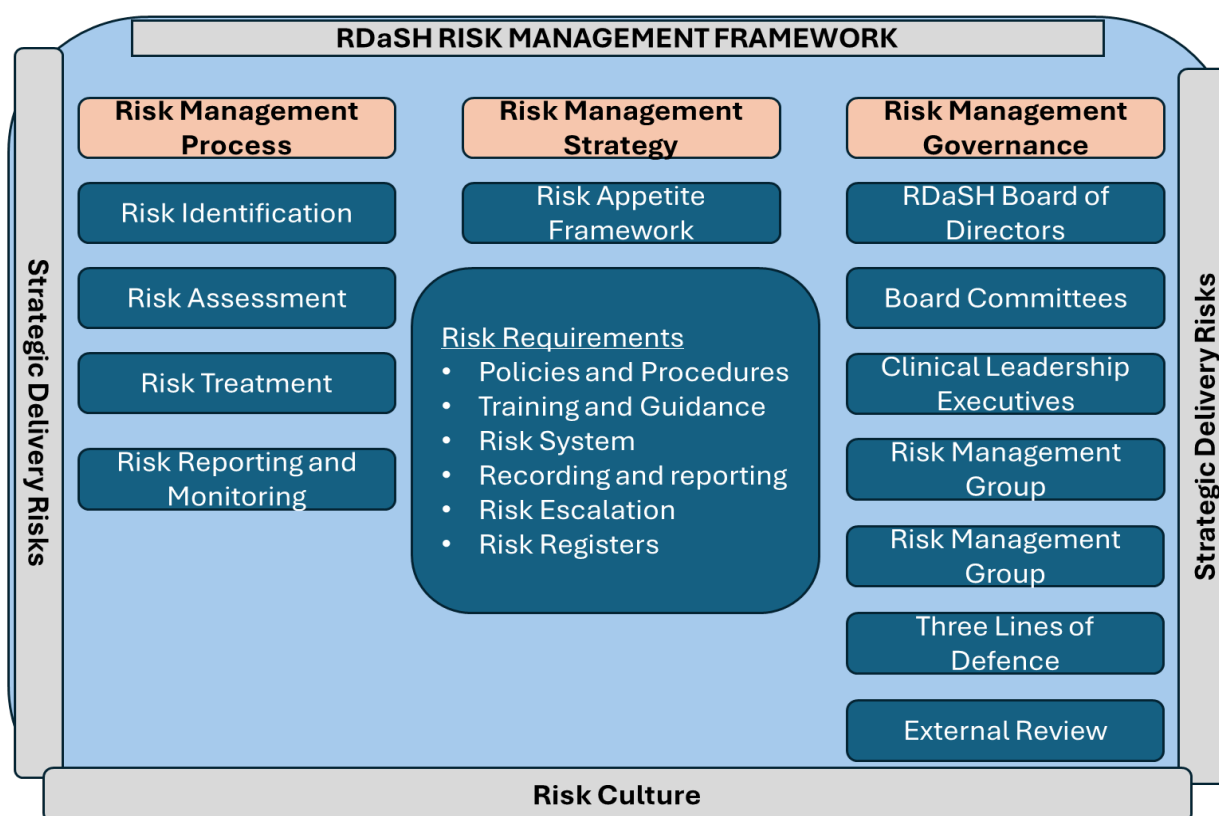 RDaSH RISK MANAGEMENT FRAMEWORK
Strategic Delivery Risks
Risk Management
Process
Risk Identification
Risk Assessment
Risk Treatment
Risk Reporting and
Monitoring
Risk Management
Strategy
Risk Appetite
Framework
Risk Requirements
• Policies and Procedures
• Training and Guidance
• Risk System
• Recording and reporting
• Risk Escalation
• Risk Registers
Risk Management
Governance
RDaSH Board of
Directors
Board Committees
Clinical Leadership
Executives
Risk Management
Group
Risk Management
Group
Three Lines of
Defence
External Review
Strategic Delivery Risks
Risk Culture